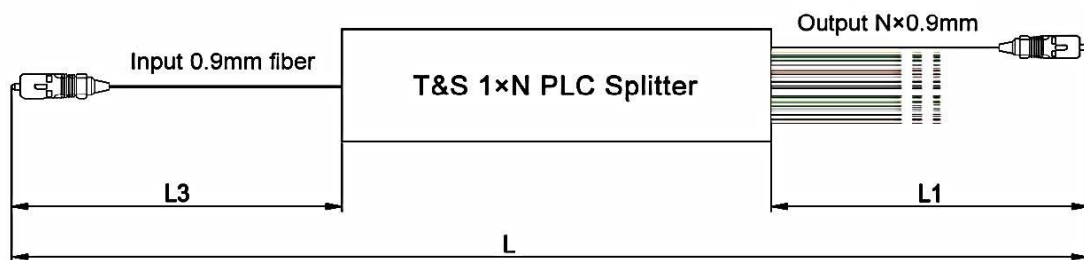 Output N×0.9mm
Input 0.9mm fiber
T&S 1×N PLC Splitter
L3
L1
L